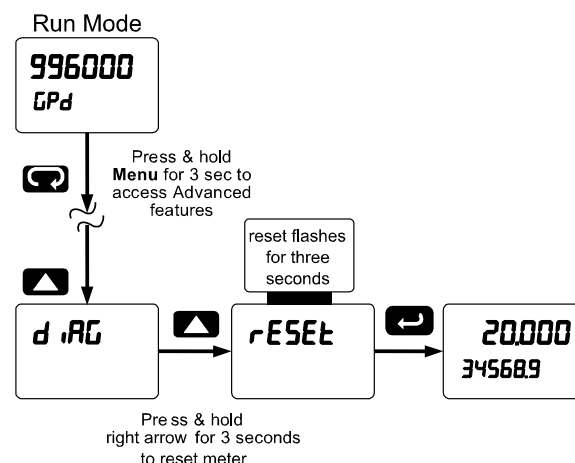 Run Mode
996000
GPd
Press & hold
Menu for 3 sec to
access Advanced
features
reset flashes
for three
seconds
diAG
rESEt
20.000
34568.9
Press & hold
right arrow for 3 seconds
to reset meter